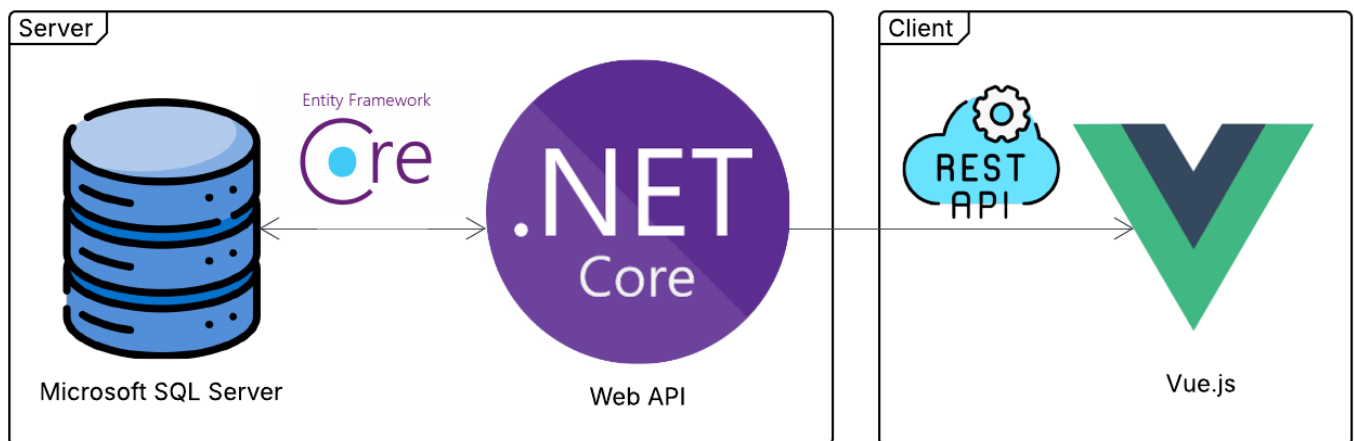 Server
Entity Framework
Core
Microsoft SQL Server
.NET
Core
Web API
Client
REST
API
Vue.js